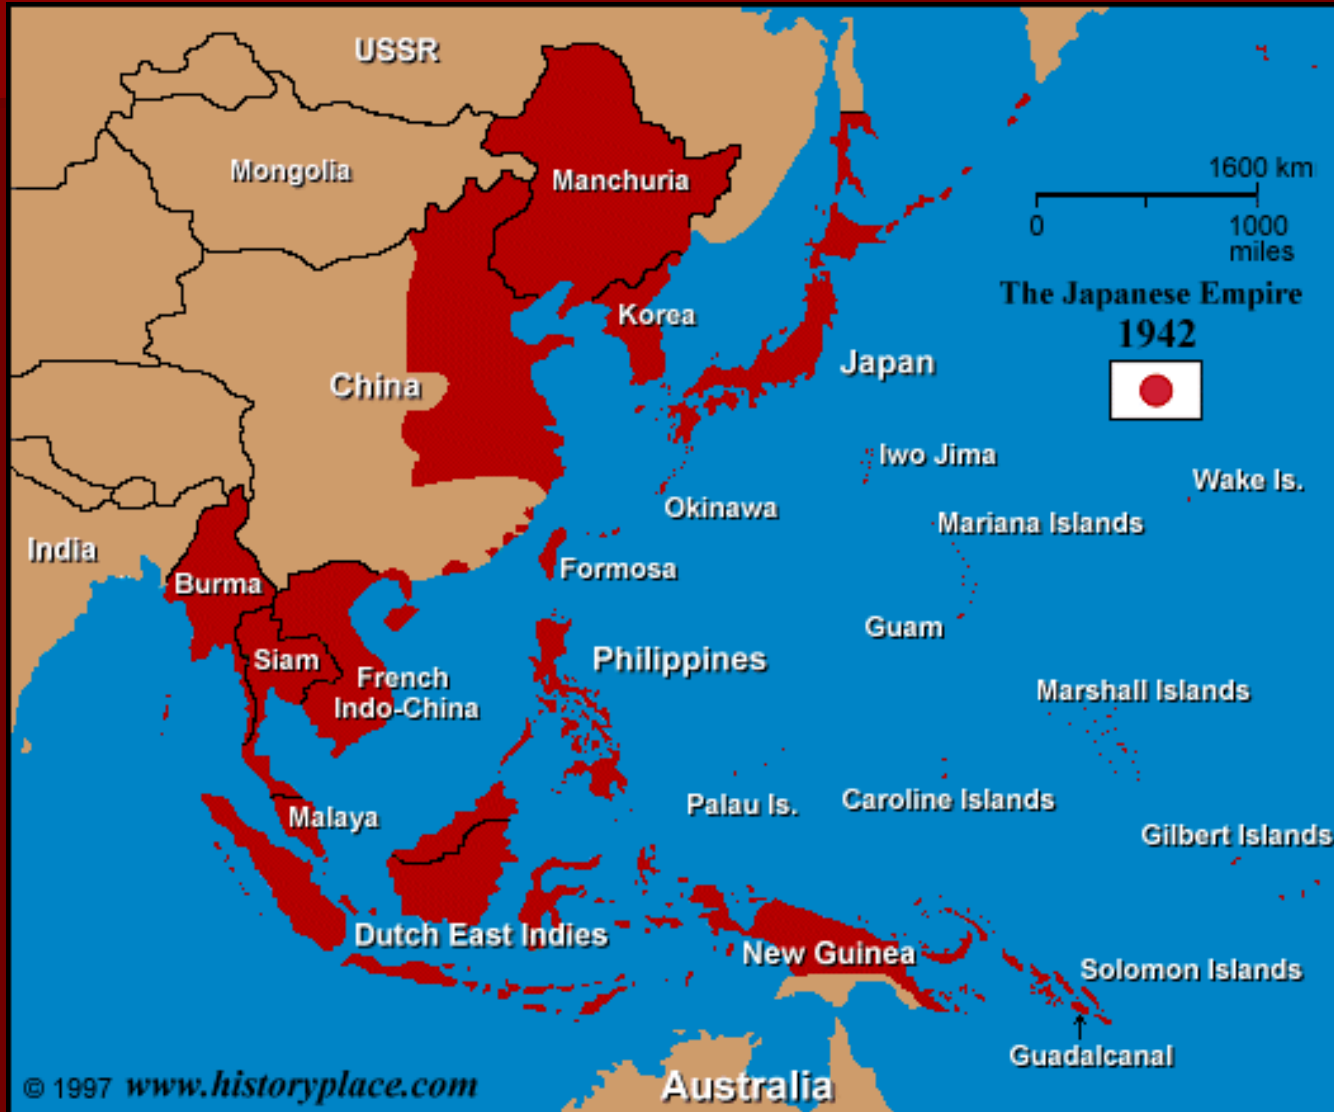 USSR
Mongolia
Manchuria
1600 km
0
1000
miles
The Japanese Empire
1942
Korea
Japan
China
Iwo Jima
Wake Is.
Okinawa
Mariana Islands
India
Burma
Formosa
Guam
Siam
Philippines
French
Indo-China
Marshall Islands
Palau Is.
Caroline Islands
Malaya
Gilbert Islands
Dutch East Indies
New Guinea
Solomon Islands
Guadalcanal
© 1997 www.historyplace.com
Australia